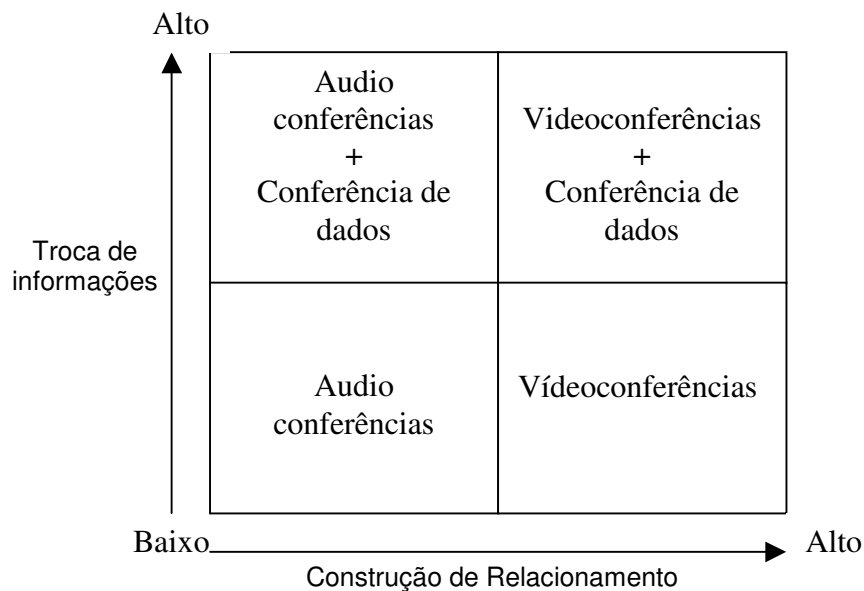 Alto
Audio
conferências
+
Conferência de
dados
Videoconferências
+
Conferência de
dados
Troca de
informações
Audio
conferências
Vídeoconferências
Baixo
Alto
Construção de Relacionamento